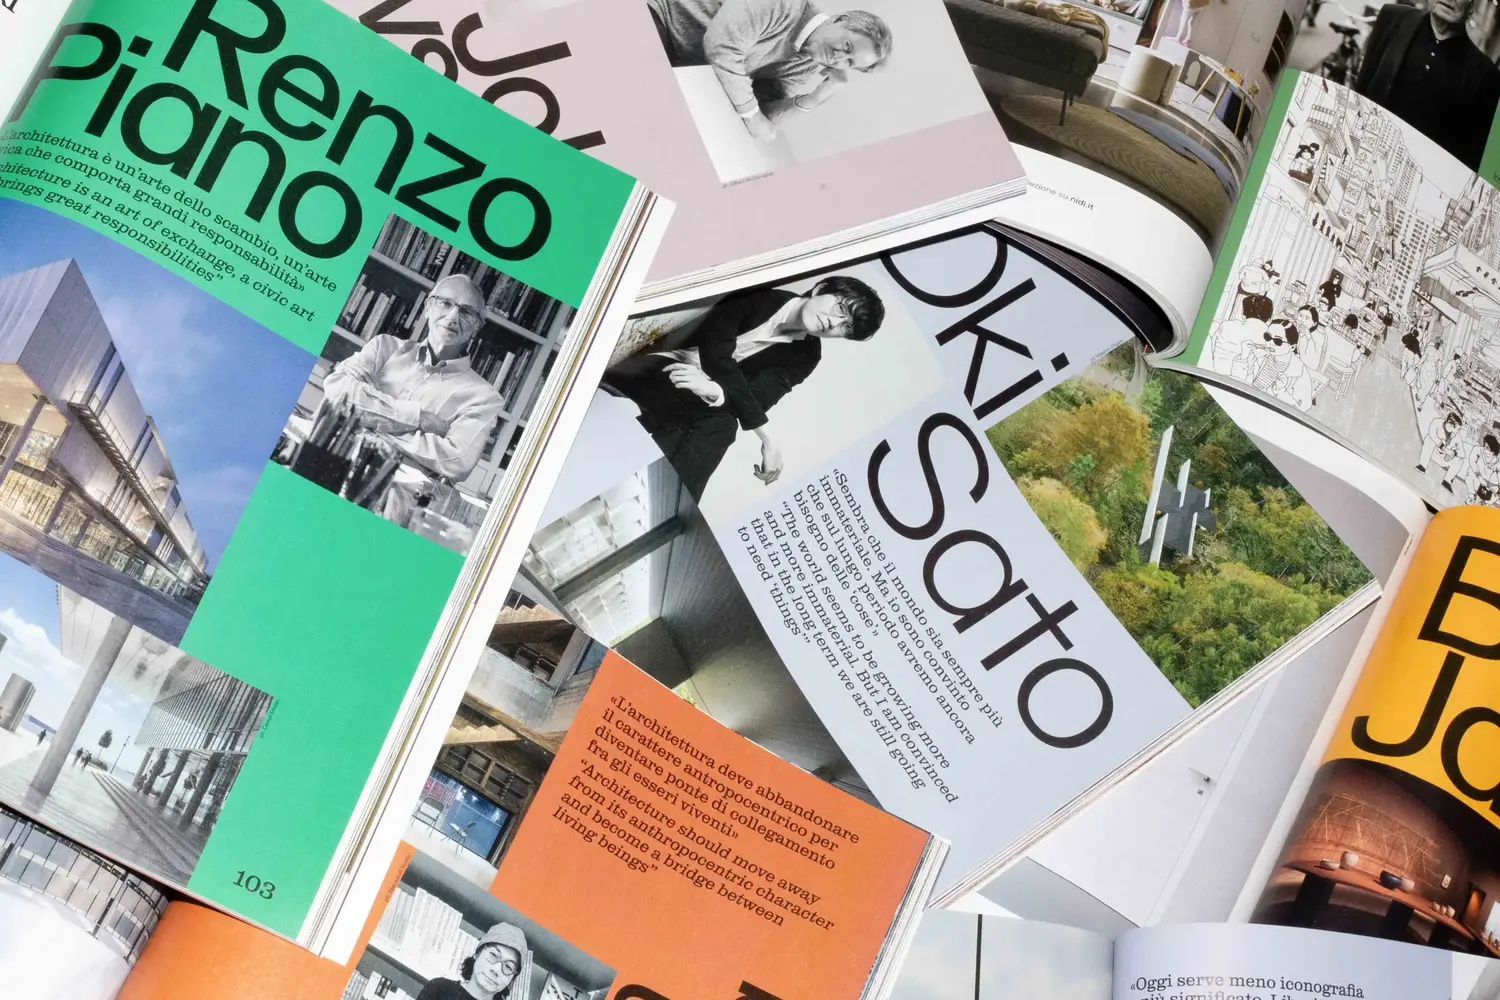 Renzo
Piano
«L'architettura è un'arte dello scambio, un'arte
che comporta grandi responsabilità»
is an art of exchange, a civic art
brings great responsibilities”
103
nidi.it
Oki
Sato
«Sembra che il mondo sia sempre più
immateriale. Ma io sono convinto
che sul lungo periodo avremo ancora
bisogno delle ‘cose’»
“The world seems to be growing more
and more immaterial. But I am convinced
that in the long term we are still going
to need ‘things’”
«L'architettura deve abbandonare
il carattere antropocentrico per
diventare ponte di collegamento
fra gli esseri viventi»
“Architecture should move away
from its anthropocentric character
and become a bridge between
living beings”
«Oggi serve meno iconografia
più significato.